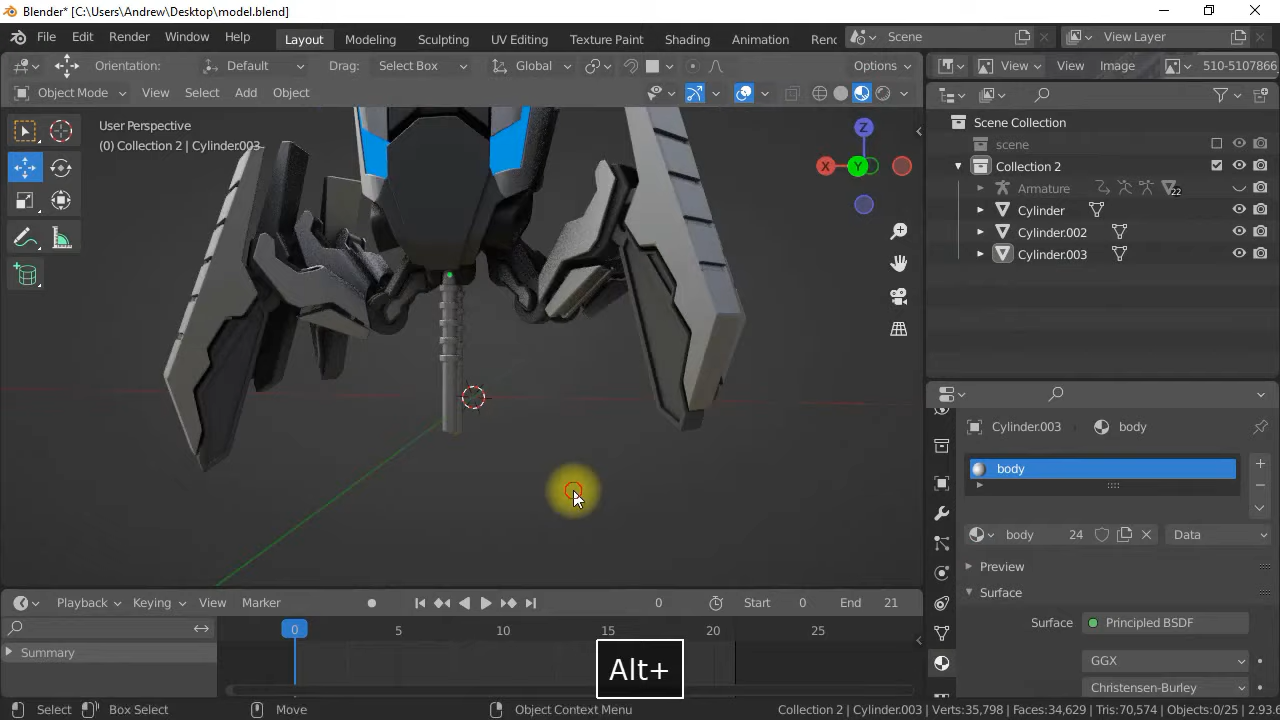 Blender* [C:\Users\Andrew\Desktop\model.blend]
File Edit Render Window Help Layout Modeling Sculpting UV Editing Texture Paint Shading Animation Ren Scene View Layer
Orientation: Default Drag: Select Box Global Options View View Image 510-5107866
Object Mode View Select Add Object
User Perspective
(0) Collection 2 | Cylinder.003
Z
X Y
Scene Collection
scene
Collection 2
Armature 22
Cylinder
Cylinder.002
Cylinder.003
Cylinder.003 body
body
body 24 Data
Preview
Surface
Surface Principled BSDF
GGX
Christensen-Burley
Playback Keying View Marker 0 Start 0 End 21
0 5 10 15 20 25
Summary
Alt+
Select Box Select Move Object Context Menu Collection 2 | Cylinder.003 | Verts:35,798 | Faces:34,629 | Tris:70,574 | Objects:0/25 | 2.93.6